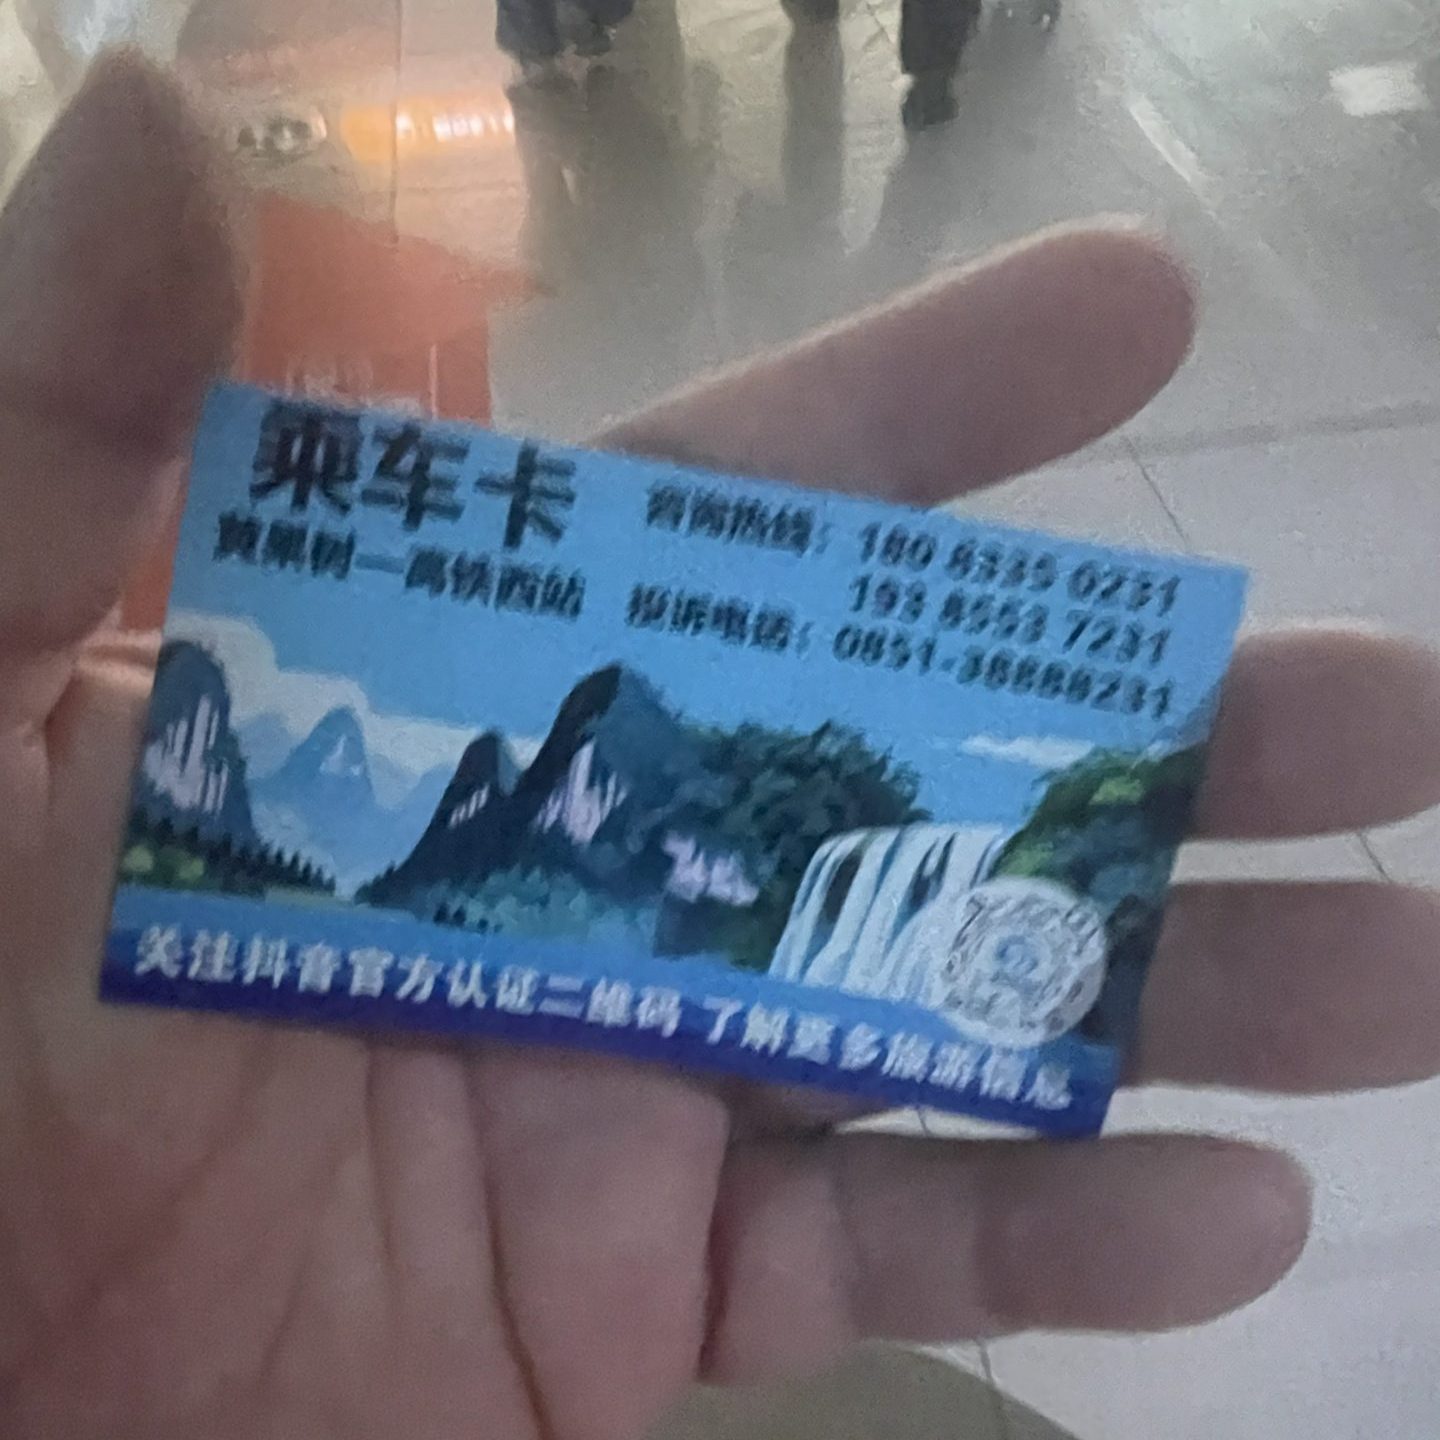 乘车卡
黄果树—高铁西站
咨询热线：180 8335 0231
193 8553 7231
投诉电话：0851-38888231
关注抖音官方认证二维码 了解更多旅游信息